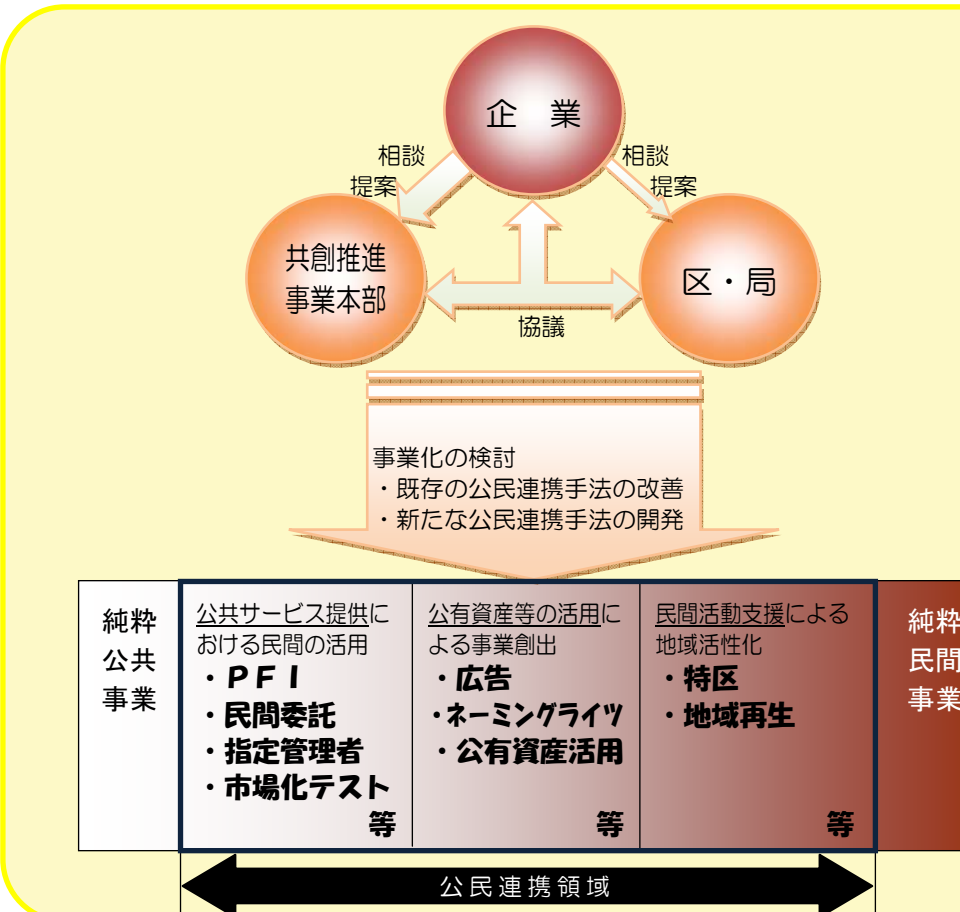 企　業
相談
提案
相談
提案
共創推進
事業本部
区・局
協議
事業化の検討
・既存の公民連携手法の改善
・新たな公民連携手法の開発
純粋
公共
事業
公共サービス提供に
おける民間の活用
・ＰＦＩ
・民間委託
・指定管理者
・市場化テスト
等
公有資産等の活用に
よる事業創出
・広告
・ネーミングライツ
・公有資産活用
等
民間活動支援による
地域活性化
・特区
・地域再生
等
純粋
民間
事業
公民連携領域